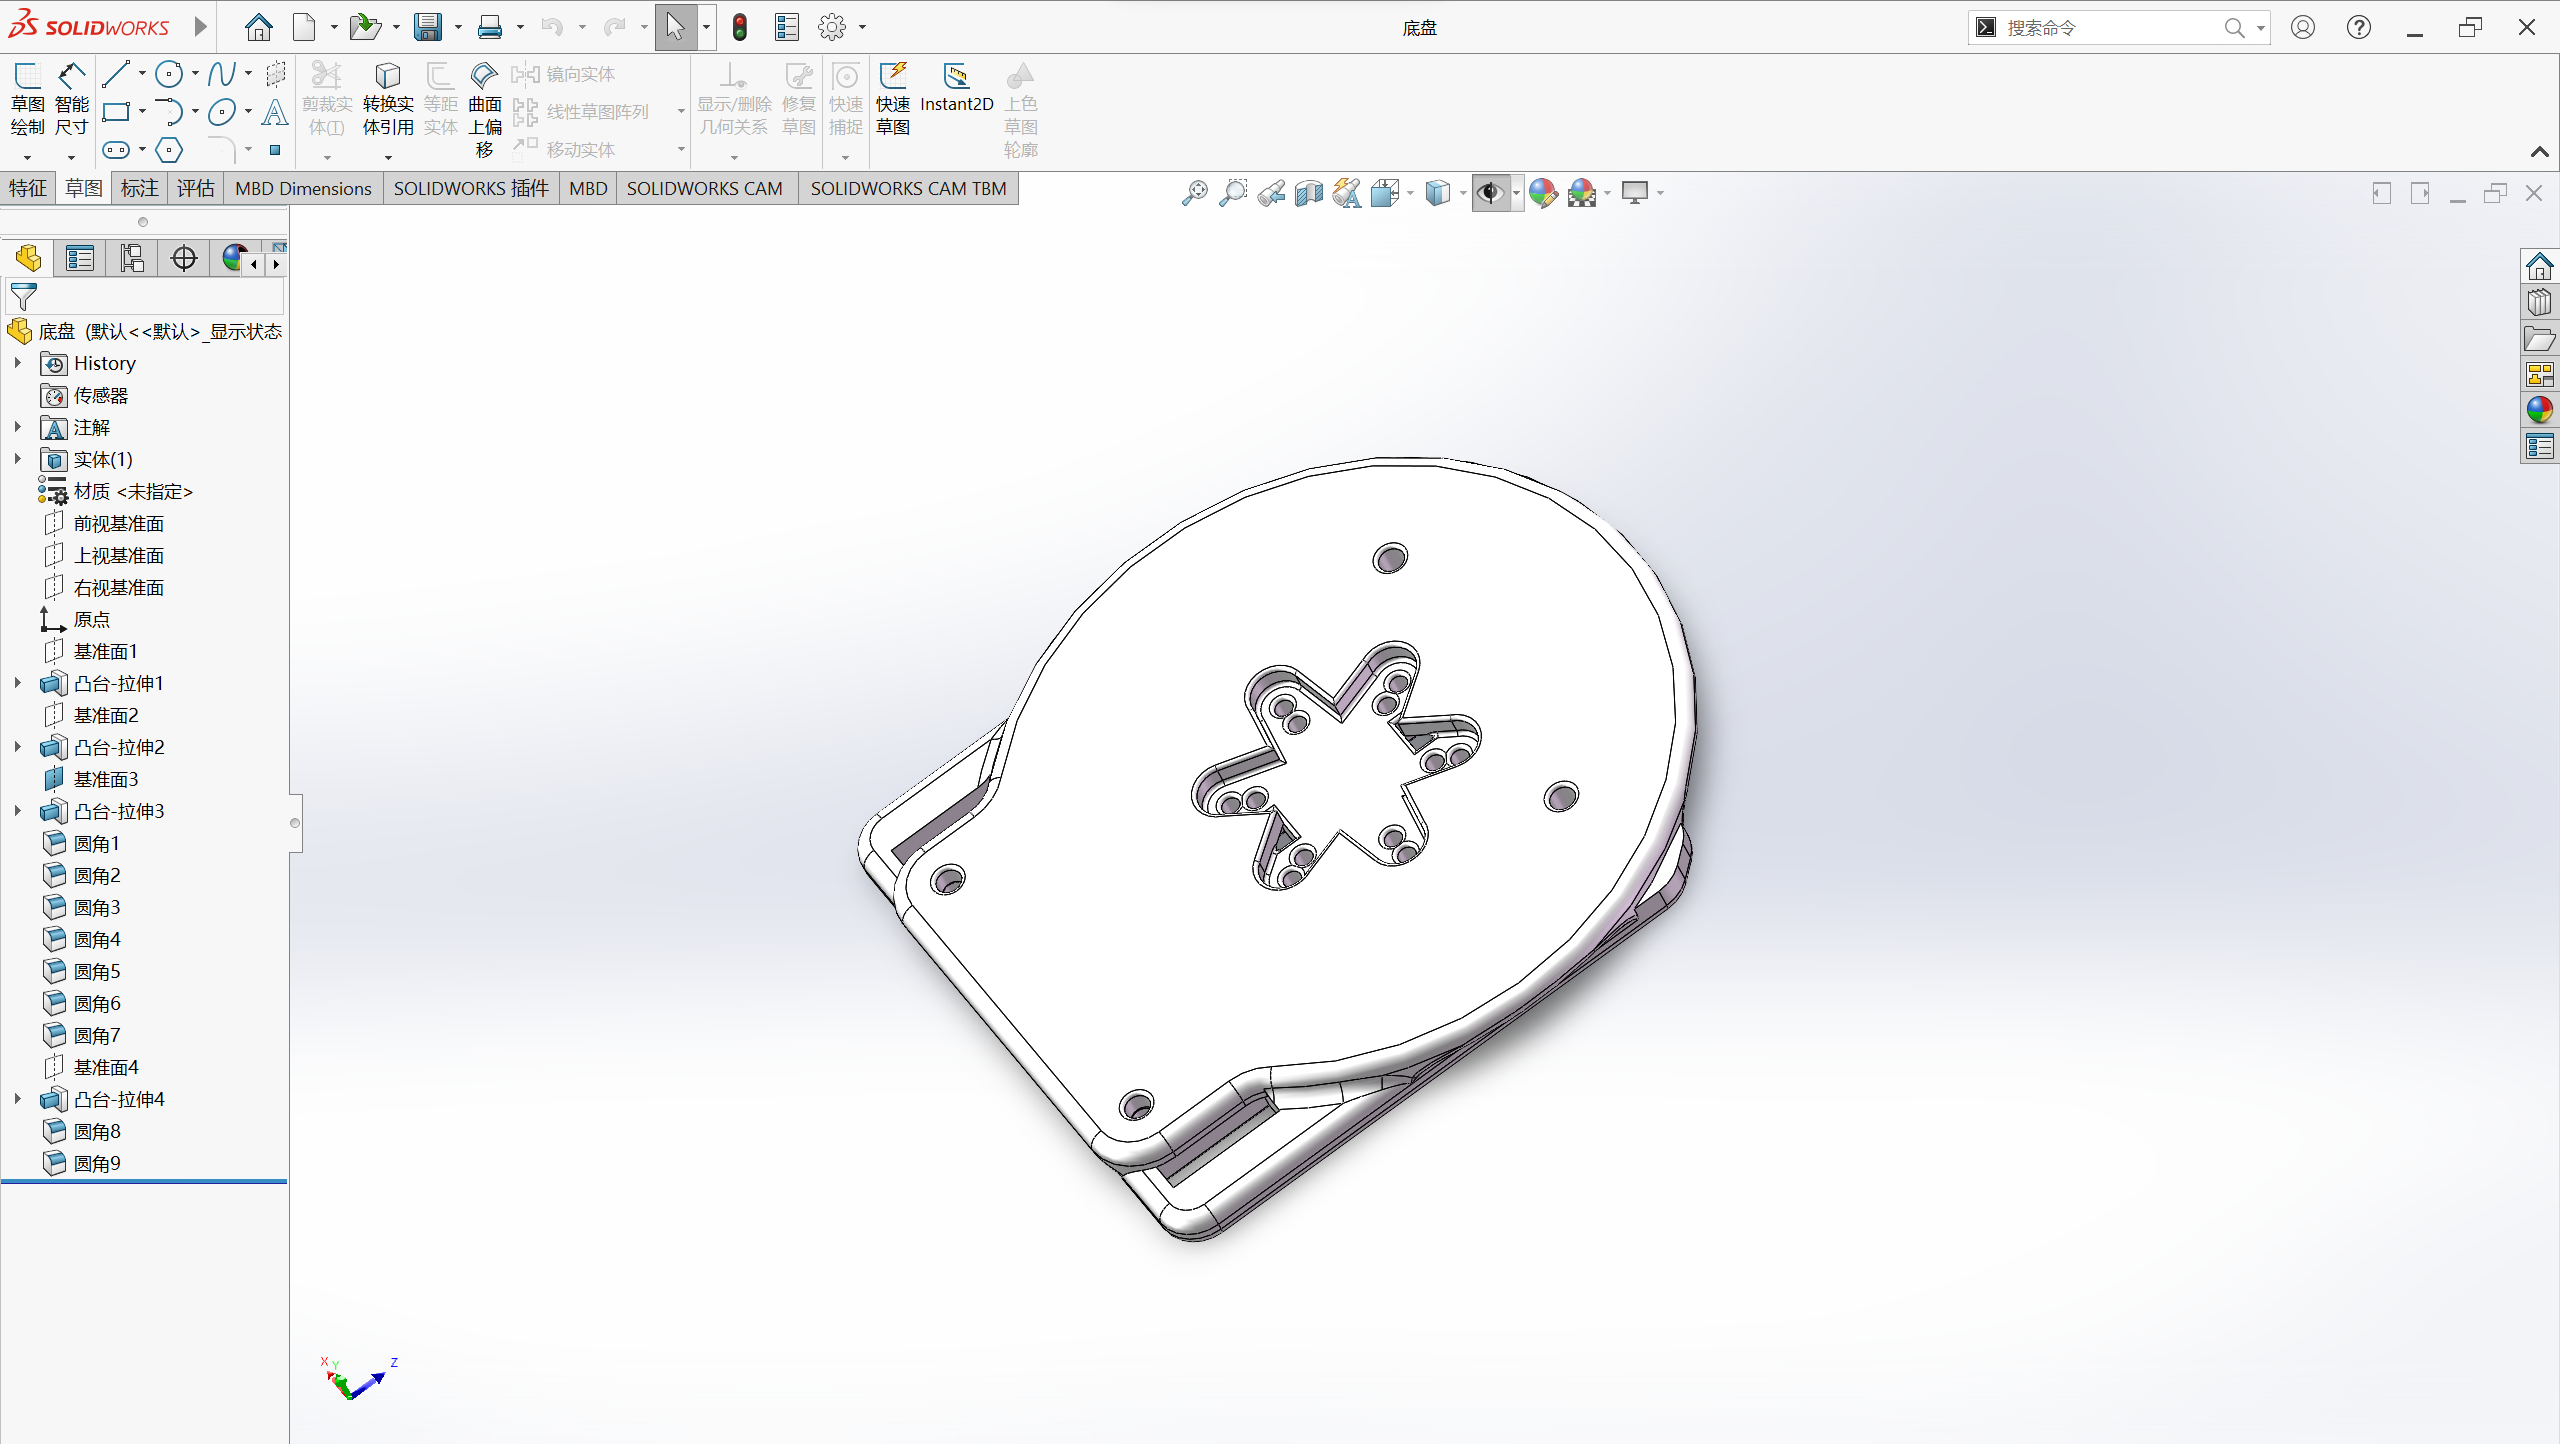 SOLIDWORKS
底盘
搜索命令
草图绘制
智能尺寸
剪裁实体(T)
转换实体引用
等距实体
曲面上偏移
镜向实体
线性草图阵列
移动实体
显示/删除几何关系
修复草图
快速捕捉
快速草图
Instant2D
上色草图轮廓
特征
草图
标注
评估
MBD Dimensions
SOLIDWORKS 插件
MBD
SOLIDWORKS CAM
SOLIDWORKS CAM TBM
底盘 (默认<<默认>_显示状态
History
传感器
注解
实体(1)
材质 <未指定>
前视基准面
上视基准面
右视基准面
原点
基准面1
凸台-拉伸1
基准面2
凸台-拉伸2
基准面3
凸台-拉伸3
圆角1
圆角2
圆角3
圆角4
圆角5
圆角6
圆角7
基准面4
凸台-拉伸4
圆角8
圆角9
X
Y
Z